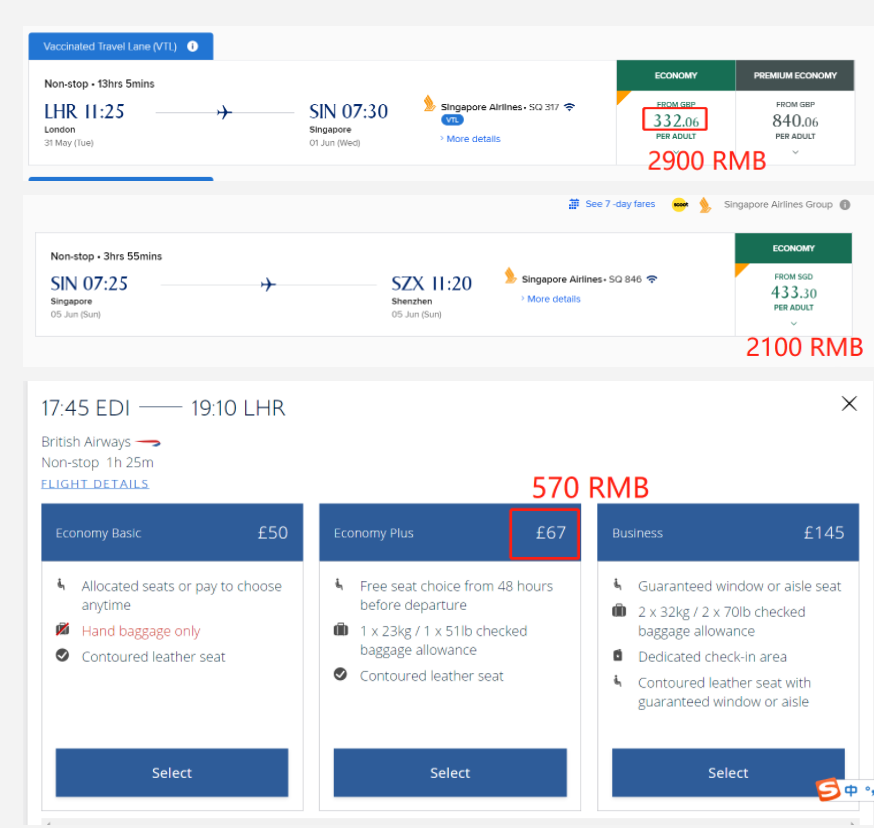 Vaccinated Travel Lane (VTL) i
Non-stop • 13hrs 5mins
LHR 11:25
London
31 May (Tue)
SIN 07:30
Singapore
01 Jun (Wed)
Singapore Airlines • SQ 317
VTL
> More details
ECONOMY
FROM GBP
332.06
PER ADULT
PREMIUM ECONOMY
FROM GBP
840.06
PER ADULT
2900 RMB
See 7 -day fares
scoot
Singapore Airlines Group i
Non-stop • 3hrs 55mins
SIN 07:25
Singapore
05 Jun (Sun)
SZX 11:20
Shenzhen
05 Jun (Sun)
Singapore Airlines • SQ 846
> More details
ECONOMY
FROM SGD
433.30
PER ADULT
2100 RMB
17:45 EDI —— 19:10 LHR
British Airways
Non-stop 1h 25m
FLIGHT DETAILS
570 RMB
Economy Basic £50
Allocated seats or pay to choose
anytime
Hand baggage only
Contoured leather seat
Select
Economy Plus £67
Free seat choice from 48 hours
before departure
1 x 23kg / 1 x 51lb checked
baggage allowance
Contoured leather seat
Select
Business £145
Guaranteed window or aisle seat
2 x 32kg / 2 x 70lb checked
baggage allowance
Dedicated check-in area
Contoured leather seat with
guaranteed window or aisle
Select
S 中 °,